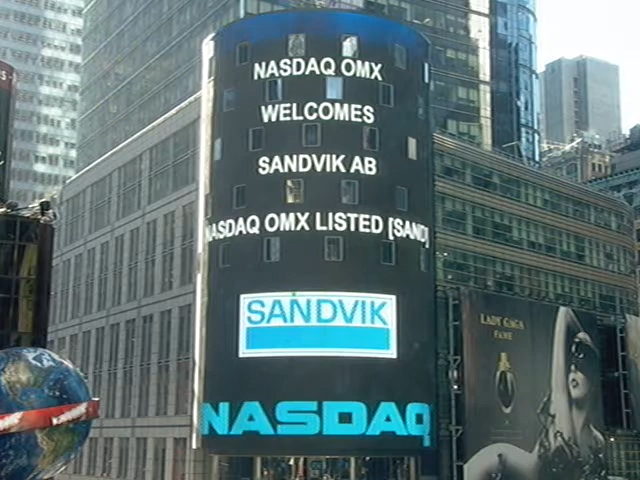 NASDAQ OMX
WELCOMES
SANDVIK AB
NASDAQ OMX LISTED [SAND]
SANDVIK
NASDAQ
LADY GAGA
FAME